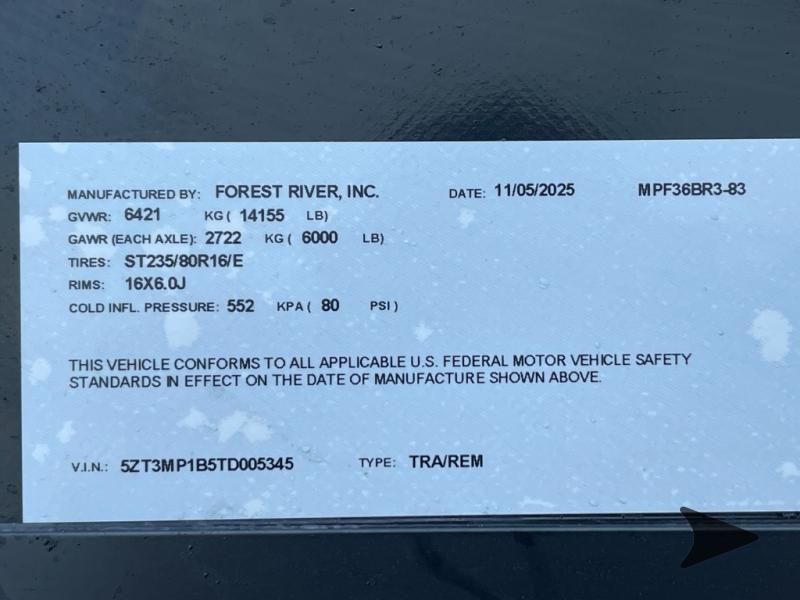 MANUFACTURED BY: FOREST RIVER, INC. DATE: 11/05/2025 MPF36BR3-83
GVWR: 6421 KG ( 14155 LB)
GAWR (EACH AXLE): 2722 KG ( 6000 LB)
TIRES: ST235/80R16/E
RIMS: 16X6.0J
COLD INFL. PRESSURE: 552 KPA ( 80 PSI )
THIS VEHICLE CONFORMS TO ALL APPLICABLE U.S. FEDERAL MOTOR VEHICLE SAFETY
STANDARDS IN EFFECT ON THE DATE OF MANUFACTURE SHOWN ABOVE.
V.I.N.: 5ZT3MP1B5TD005345 TYPE: TRA/REM